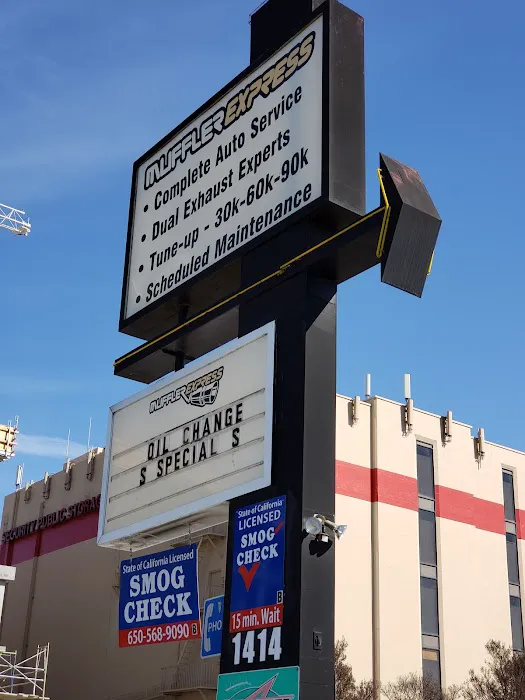 MUFFLER EXPRESS
• Complete Auto Service
• Dual Exhaust Experts
• Tune-up - 30k-60k-90k
• Scheduled Maintenance
MUFFLER EXPRESS
OIL CHANGE
$ SPECIAL $
State of California Licensed
SMOG
CHECK
650-568-9090 B
State of California
LICENSED
SMOG
CHECK
B
15 min. Wait
1414
PHO
SECURITY PUBLIC STORAGE